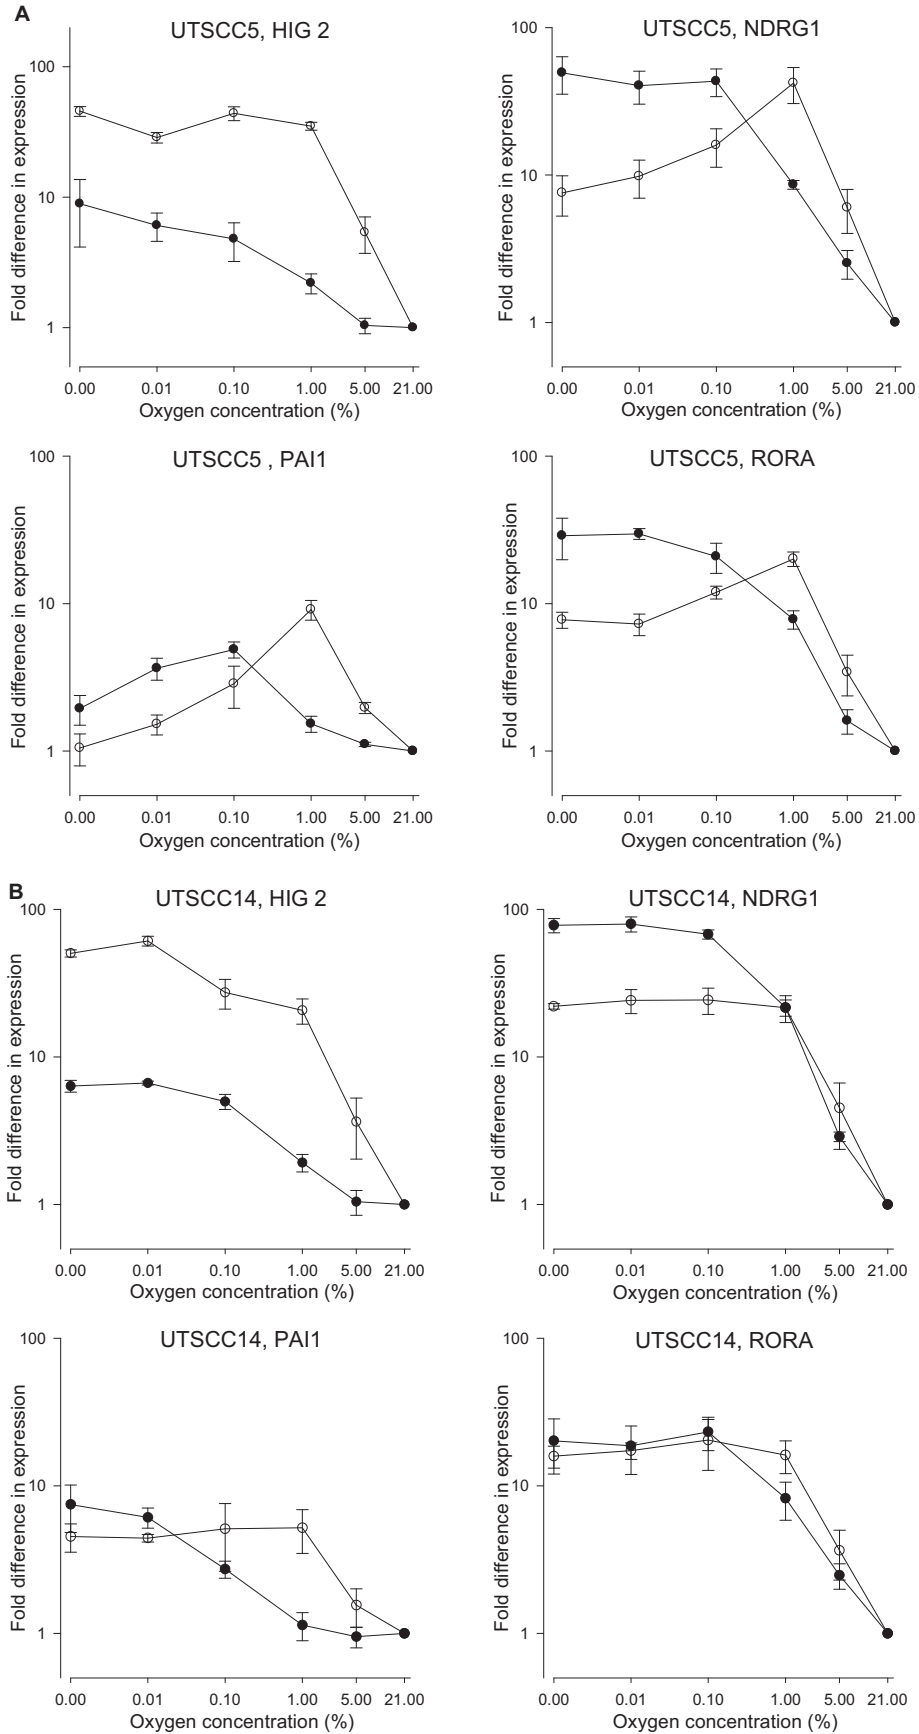 A
UTSCC5, HIG 2
Fold difference in expression
100
10
1
0.00 0.01 0.10 1.00 5.00 21.00
Oxygen concentration (%)
UTSCC5, NDRG1
Fold difference in expression
100
10
1
0.00 0.01 0.10 1.00 5.00 21.00
Oxygen concentration (%)
UTSCC5 , PAI1
Fold difference in expression
100
10
1
0.00 0.01 0.10 1.00 5.00 21.00
Oxygen concentration (%)
UTSCC5, RORA
Fold difference in expression
100
10
1
0.00 0.01 0.10 1.00 5.00 21.00
Oxygen concentration (%)
B
UTSCC14, HIG 2
Fold difference in expression
100
10
1
0.00 0.01 0.10 1.00 5.00 21.00
Oxygen concentration (%)
UTSCC14, NDRG1
Fold difference in expression
100
10
1
0.00 0.01 0.10 1.00 5.00 21.00
Oxygen concentration (%)
UTSCC14, PAI1
Fold difference in expression
100
10
1
0.00 0.01 0.10 1.00 5.00 21.00
Oxygen concentration (%)
UTSCC14, RORA
Fold difference in expression
100
10
1
0.00 0.01 0.10 1.00 5.00 21.00
Oxygen concentration (%)